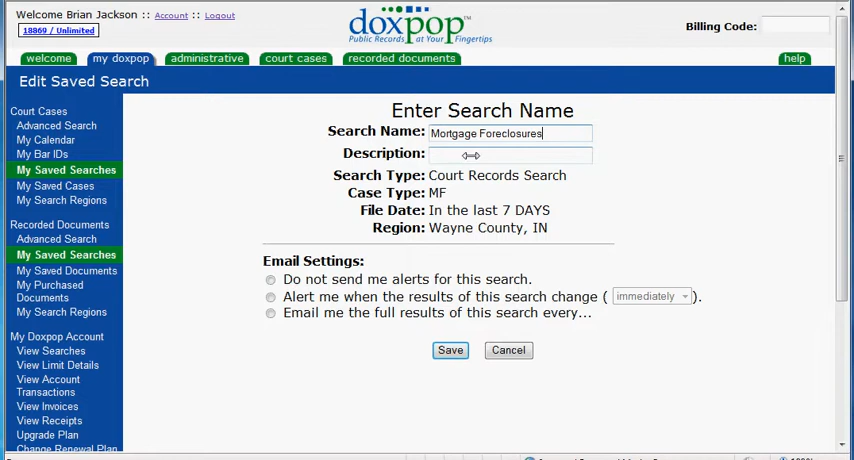 Welcome Brian Jackson :: Account :: Logout
18869 / Unlimited
doxpop
Public Records at Your Fingertips
Billing Code:
welcome my doxpop administrative court cases recorded documents help
Edit Saved Search
Court Cases
Advanced Search
My Calendar
My Bar IDs
My Saved Searches
My Saved Cases
My Search Regions
Recorded Documents
Advanced Search
My Saved Searches
My Saved Documents
My Purchased
Documents
My Search Regions
My Doxpop Account
View Searches
View Limit Details
View Account
Transactions
View Invoices
View Receipts
Upgrade Plan
Change Renewal Plan
Enter Search Name
Search Name: Mortgage Foreclosures
Description:
Search Type: Court Records Search
Case Type: MF
File Date: In the last 7 DAYS
Region: Wayne County, IN
Email Settings:
Do not send me alerts for this search.
Alert me when the results of this search change ( immediately ).
Email me the full results of this search every...
Save Cancel